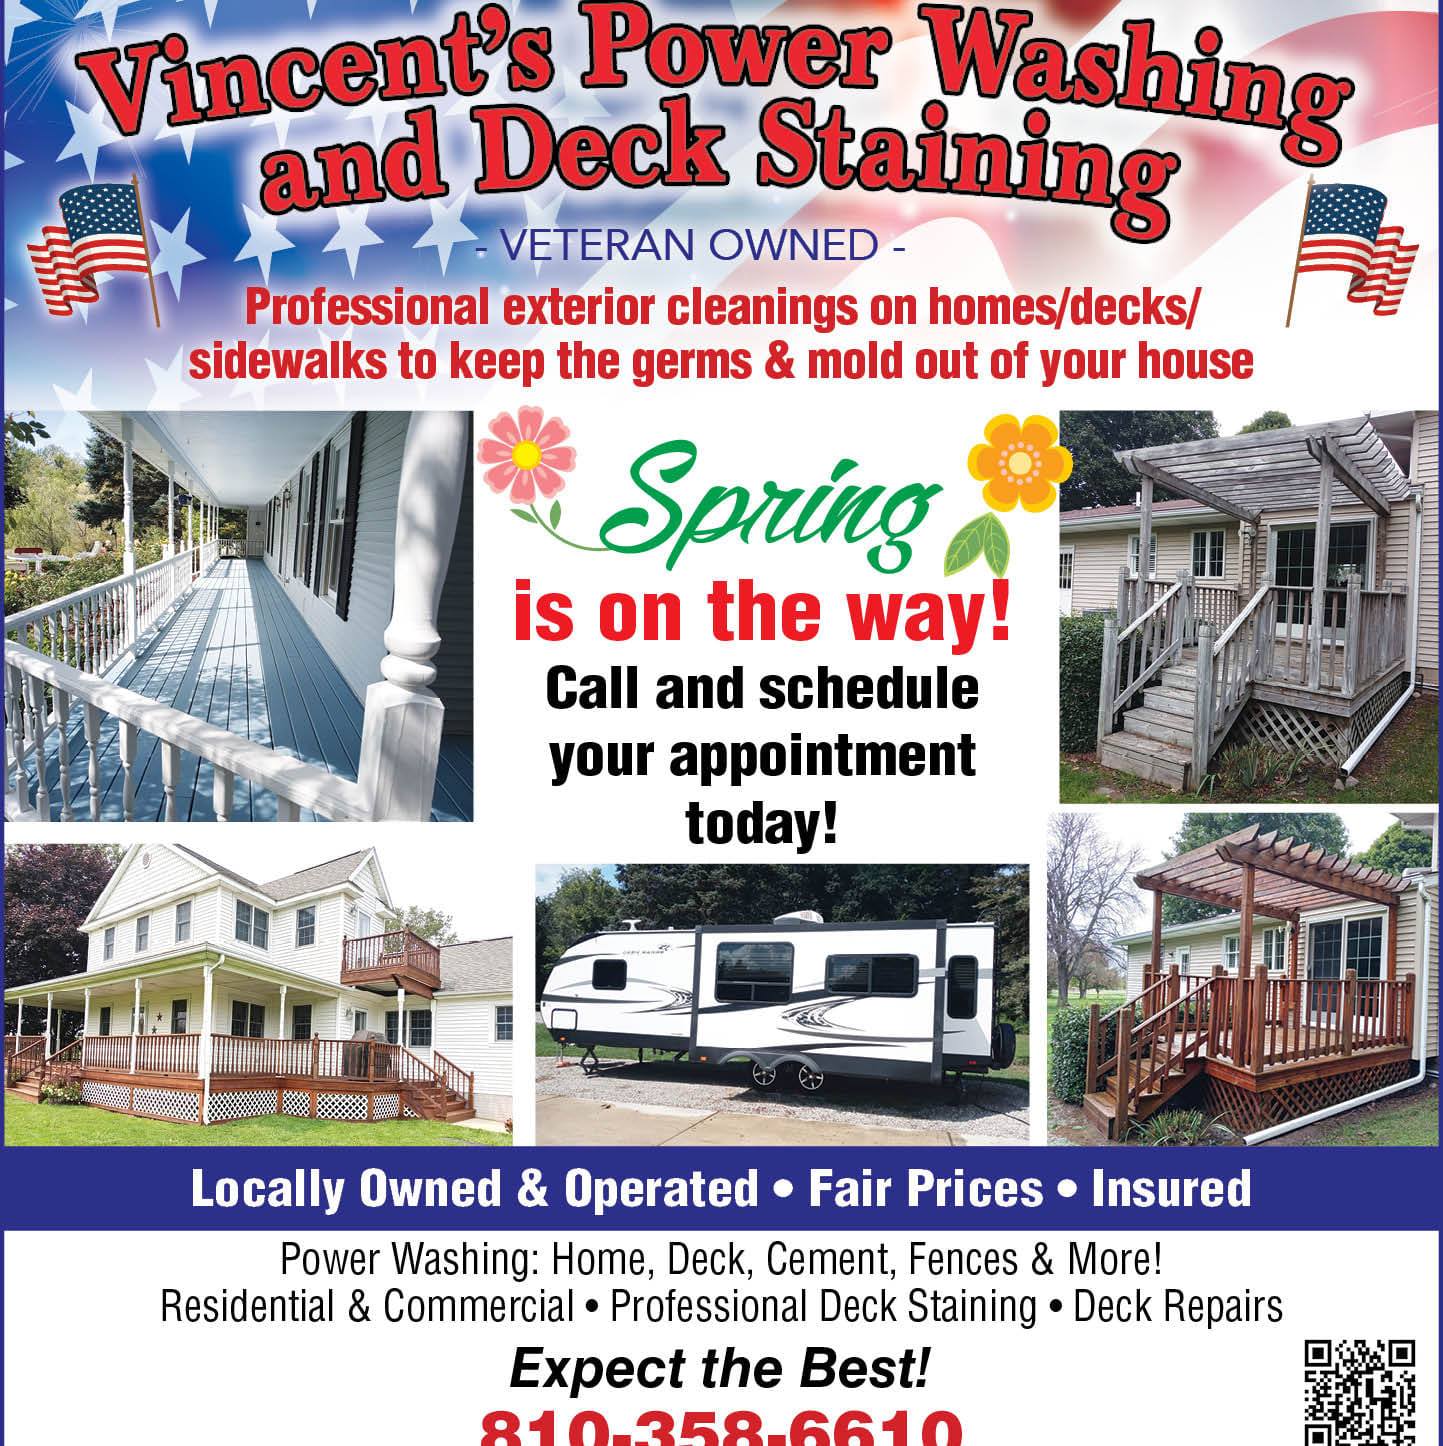 Vincent's Power Washing
and Deck Staining
- VETERAN OWNED -
Professional exterior cleanings on homes/decks/
sidewalks to keep the germs & mold out of your house
Spring
is on the way!
Call and schedule
your appointment
today!
Locally Owned & Operated • Fair Prices • Insured
Power Washing: Home, Deck, Cement, Fences & More!
Residential & Commercial • Professional Deck Staining • Deck Repairs
Expect the Best!
810-358-6610